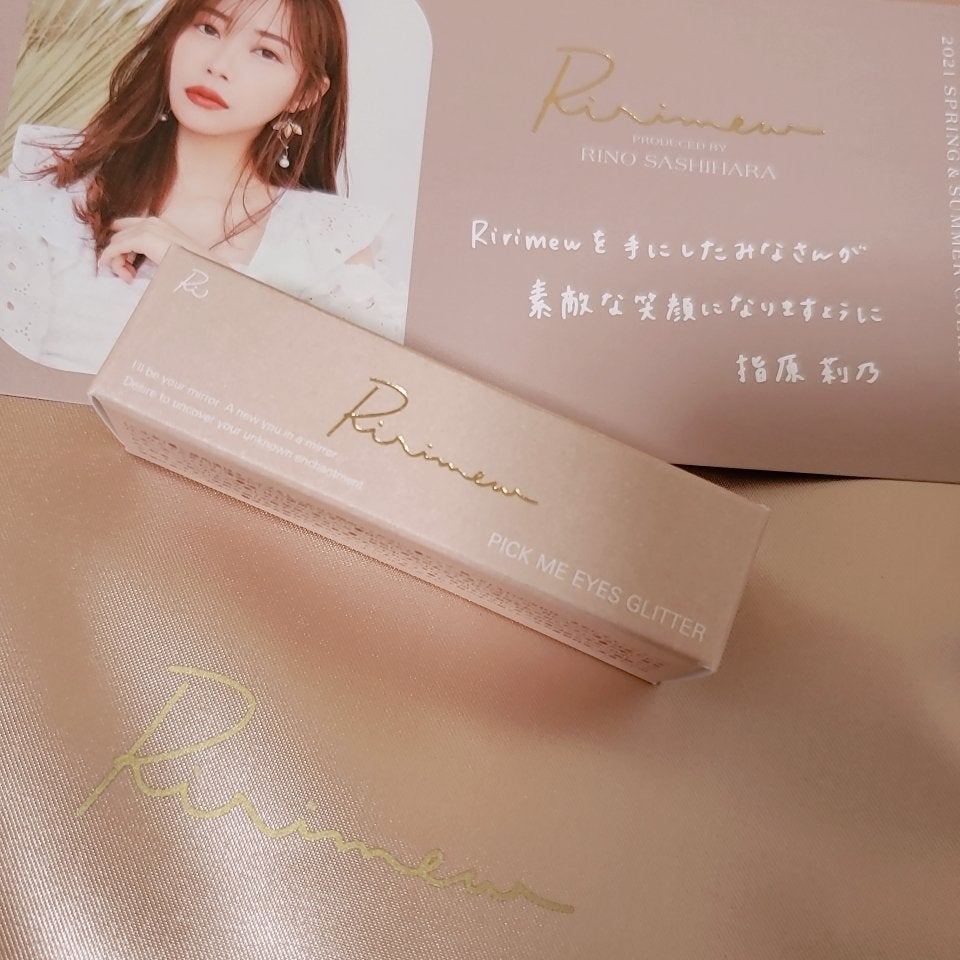 Ririmew
PRODUCED BY
RINO SASHIHARA
Ririmewを手にしたみなさんが
素敵な笑顔になりますように
指原 莉乃
2021 SPRING & SUMMER
Ri
I'll be your mirror. A new you in a mirror
Desire to uncover your unknown enchantment
Ririmew
PICK ME EYES GLITTER
Ririmew